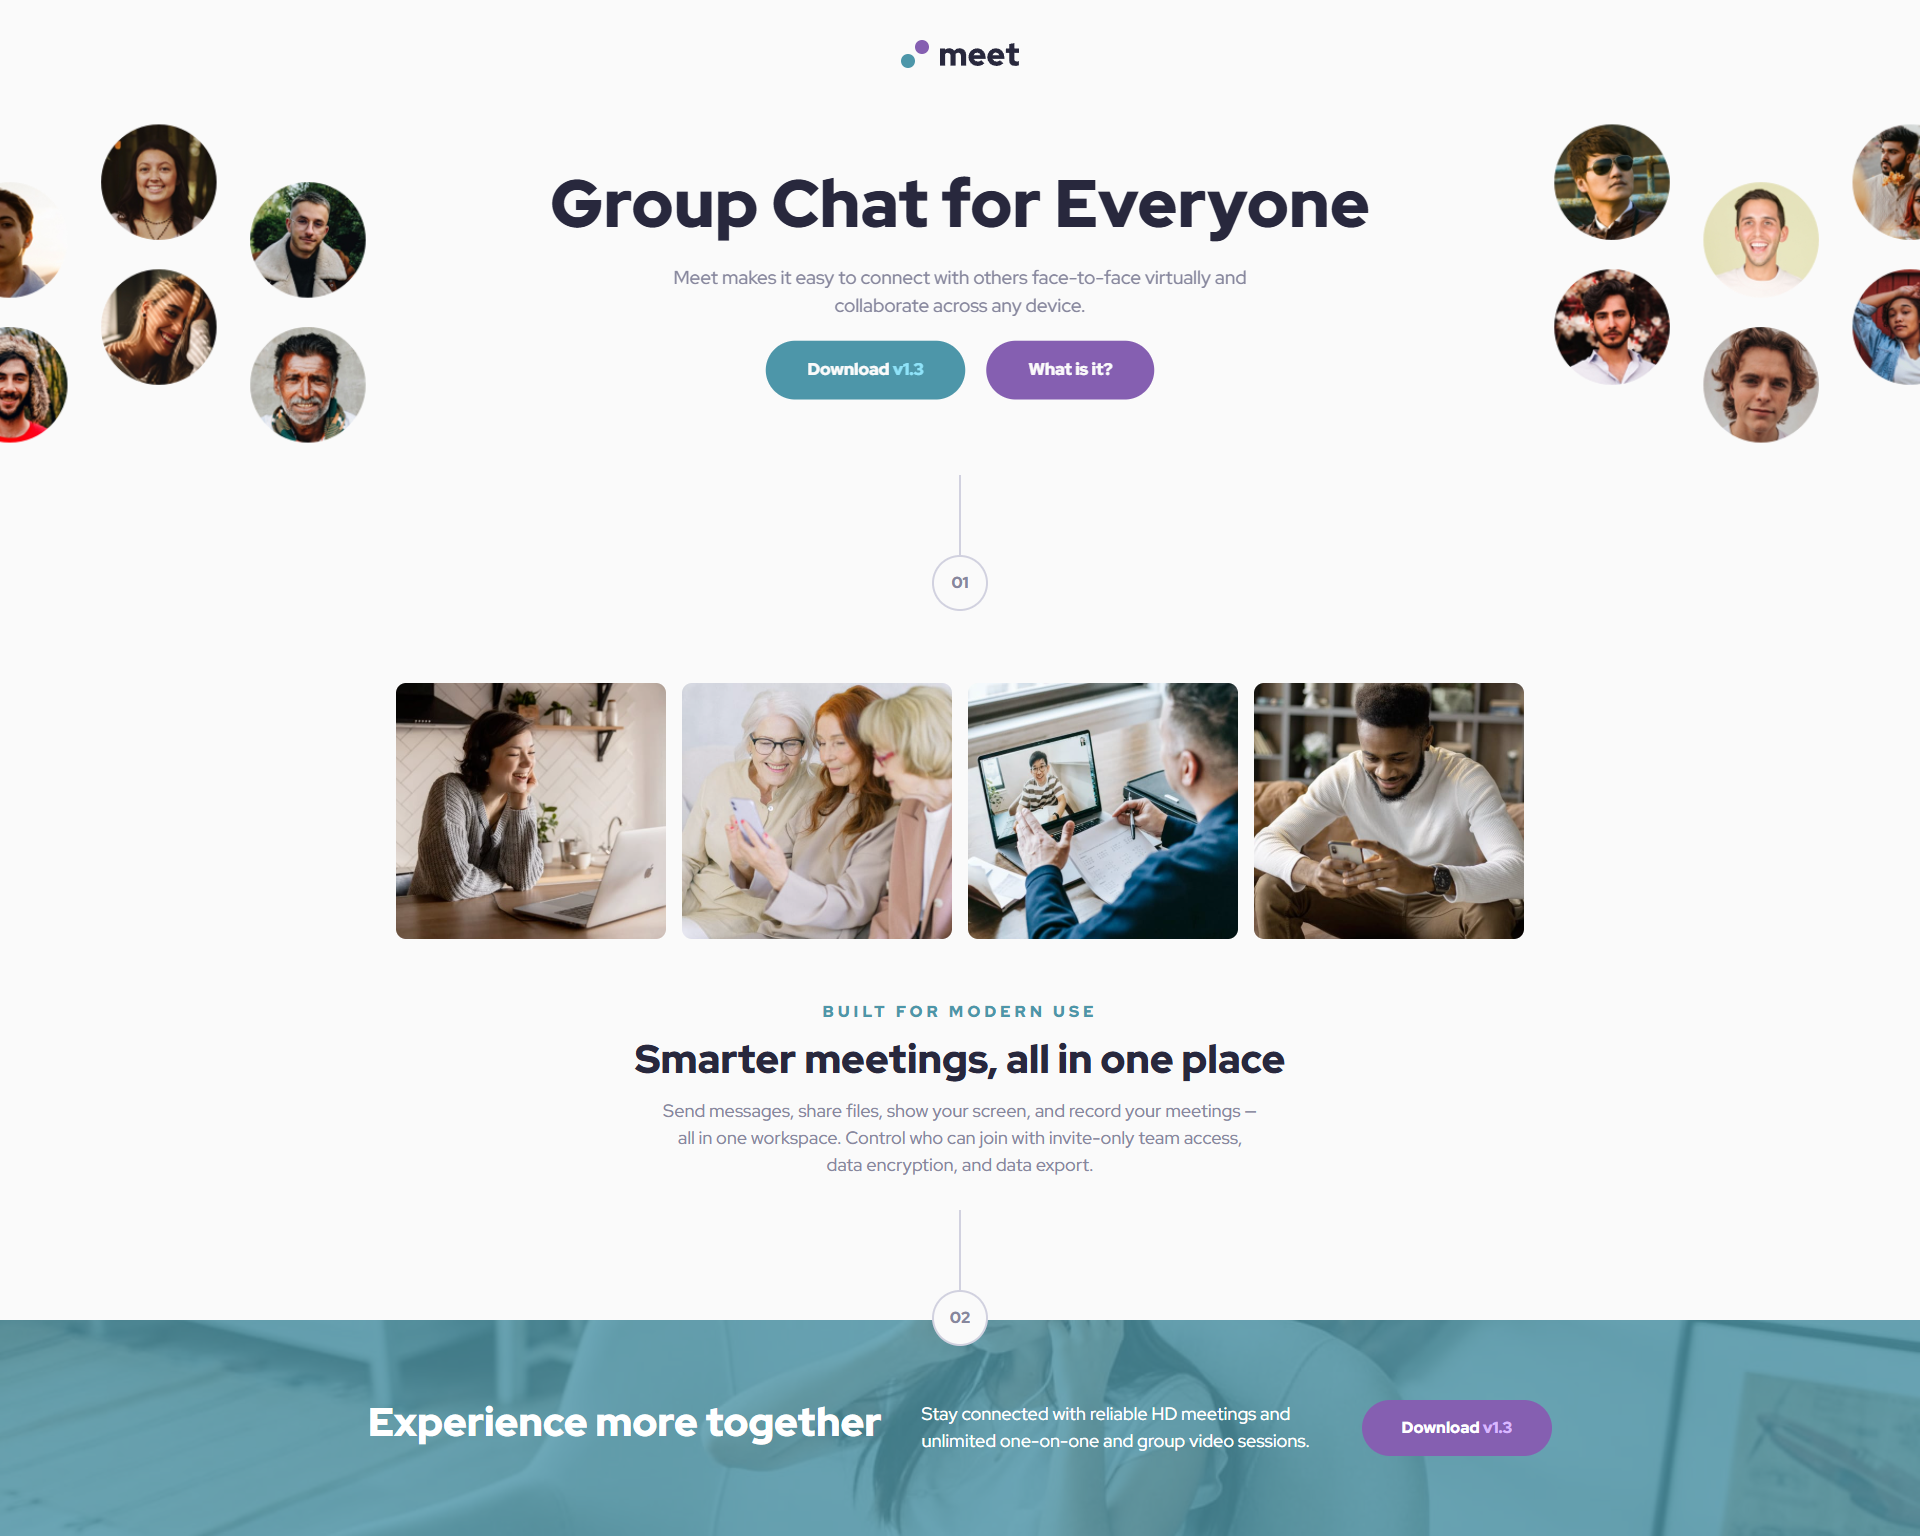 meet
Group Chat for Everyone
Meet makes it easy to connect with others face-to-face virtually and
collaborate across any device.
Download v1.3
What is it?
01
BUILT FOR MODERN USE
Smarter meetings, all in one place
Send messages, share files, show your screen, and record your meetings —
all in one workspace. Control who can join with invite-only team access,
data encryption, and data export.
02
Experience more together
Stay connected with reliable HD meetings and
unlimited one-on-one and group video sessions.
Download v1.3